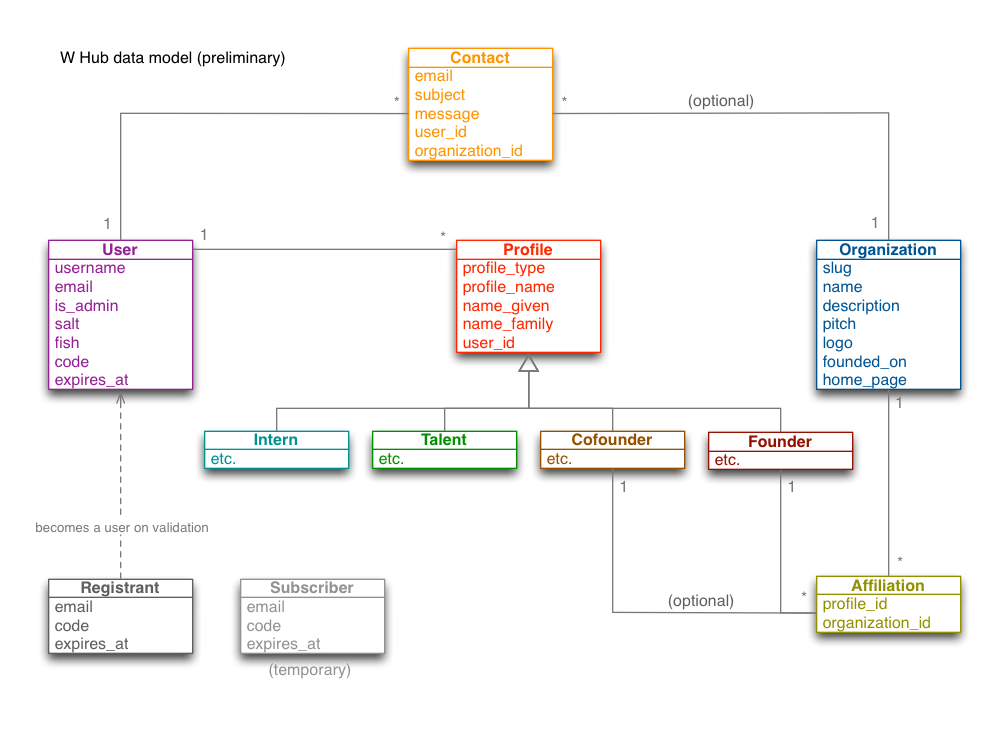 W Hub data model (preliminary)
Contact
email
subject
message
user_id
organization_id
*
*
(optional)
1
1
User
username
email
is_admin
salt
fish
code
expires_at
1
*
Profile
profile_type
profile_name
name_given
name_family
user_id
Organization
slug
name
description
pitch
logo
founded_on
home_page
1
Intern
etc.
Talent
etc.
Cofounder
etc.
Founder
etc.
1
1
becomes a user on validation
*
*
(optional)
Registrant
email
code
expires_at
Subscriber
email
code
expires_at
(temporary)
Affiliation
profile_id
organization_id